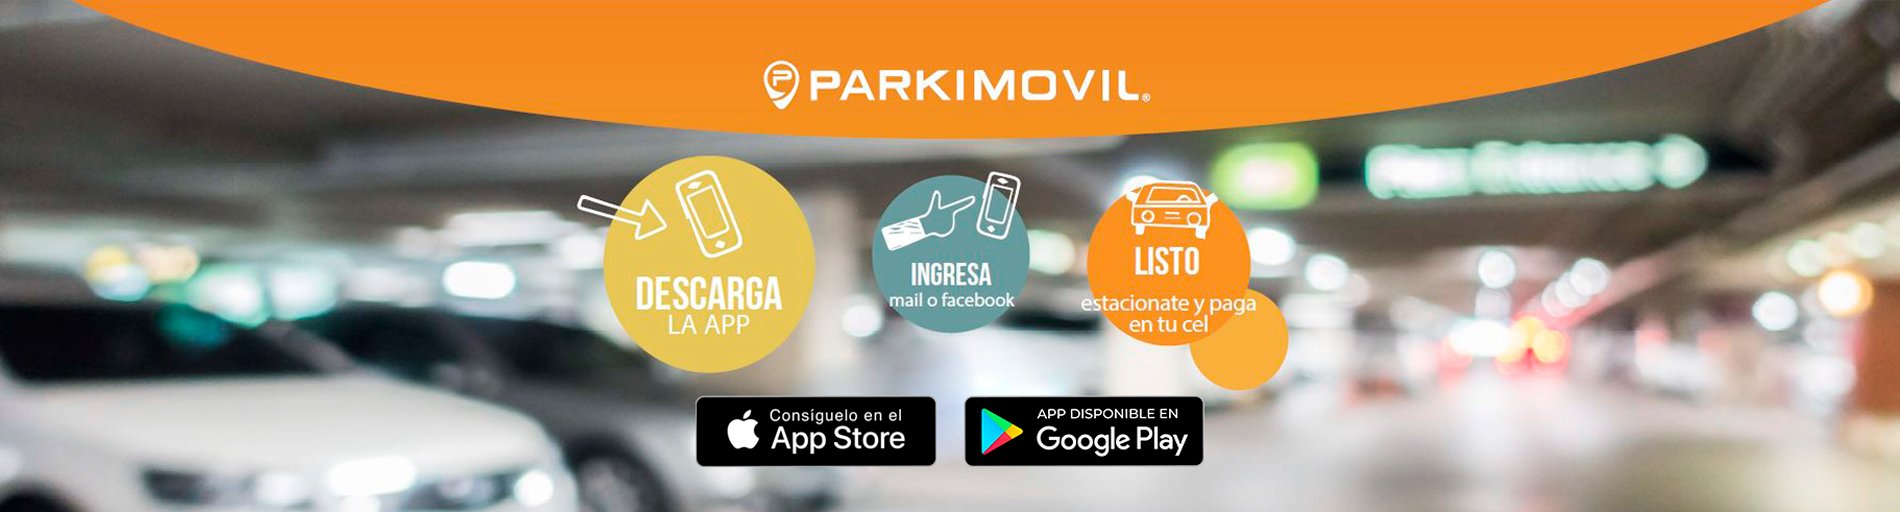 PARKIMOVIL®
DESCARGA
LA APP
INGRESA
mail o facebook
LISTO
estacionate y paga
en tu cel
Consíguelo en el
App Store
APP DISPONIBLE EN
Google Play